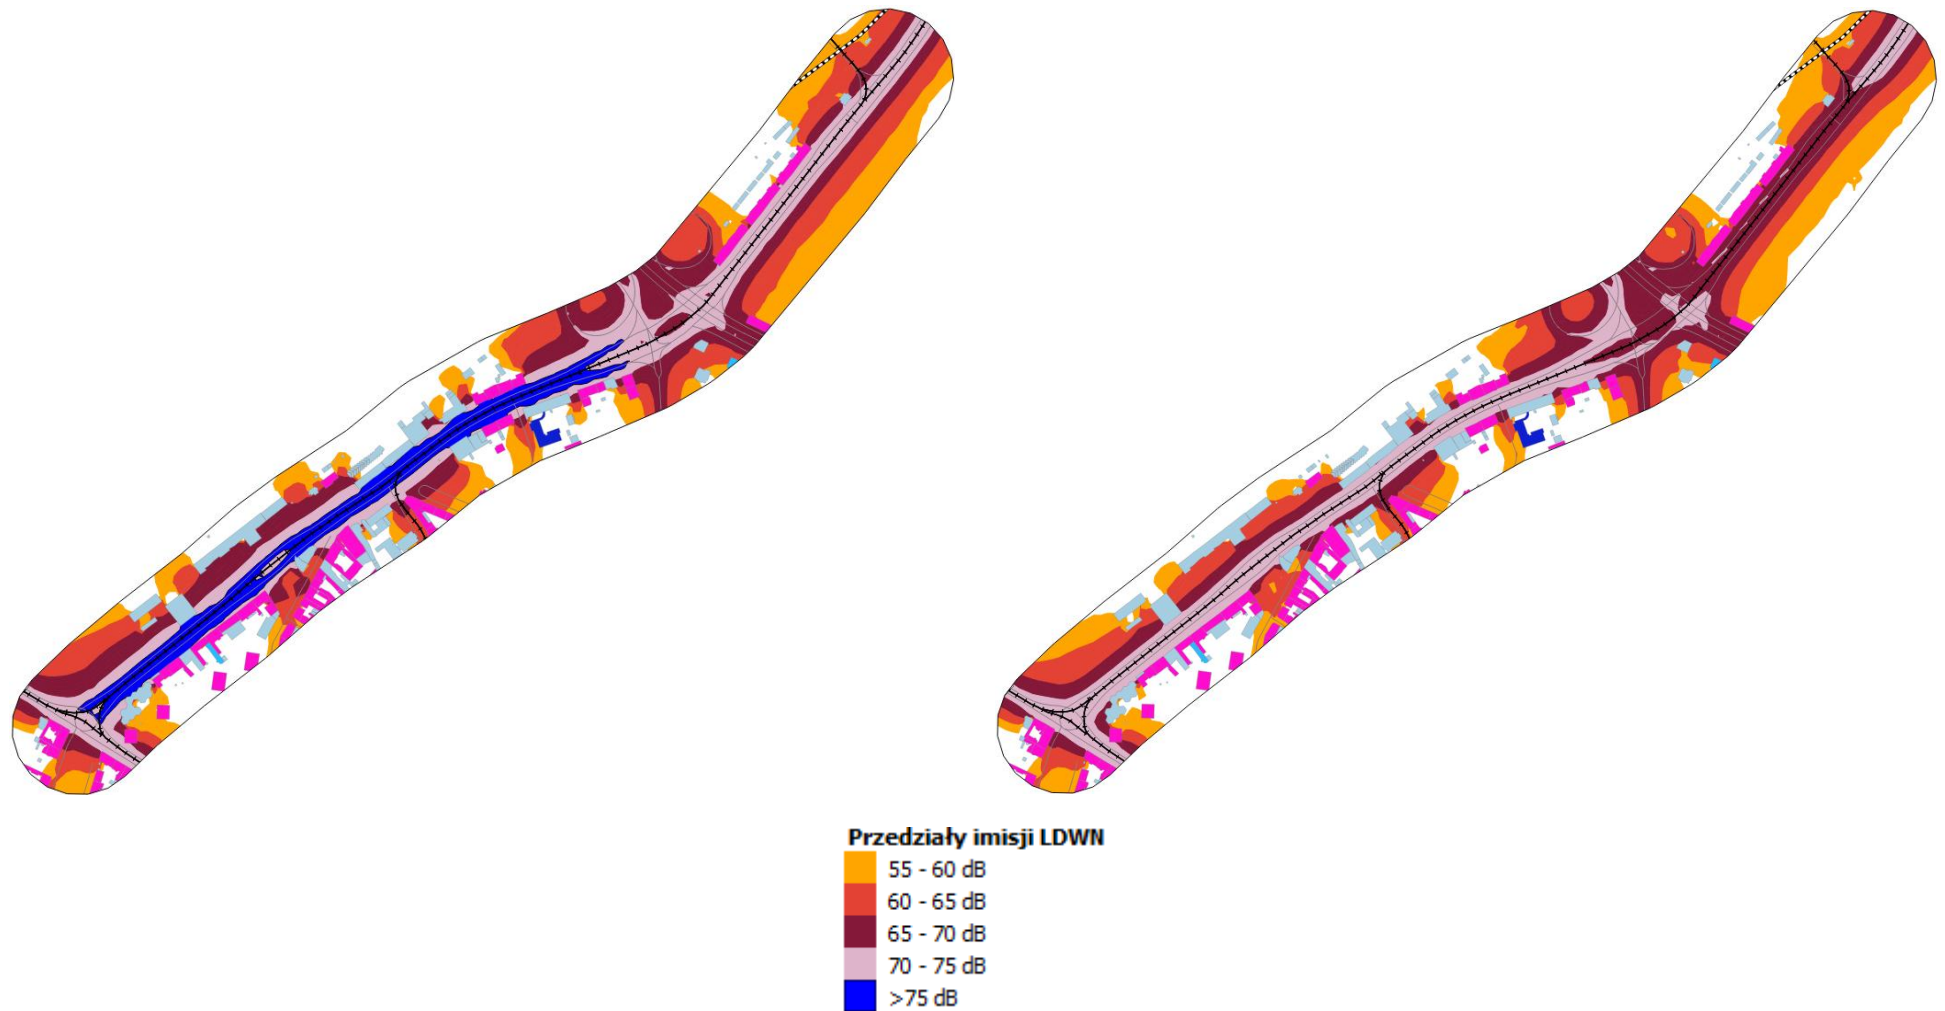 Przedziały imisji LDWN
55 - 60 dB
60 - 65 dB
65 - 70 dB
70 - 75 dB
>75 dB